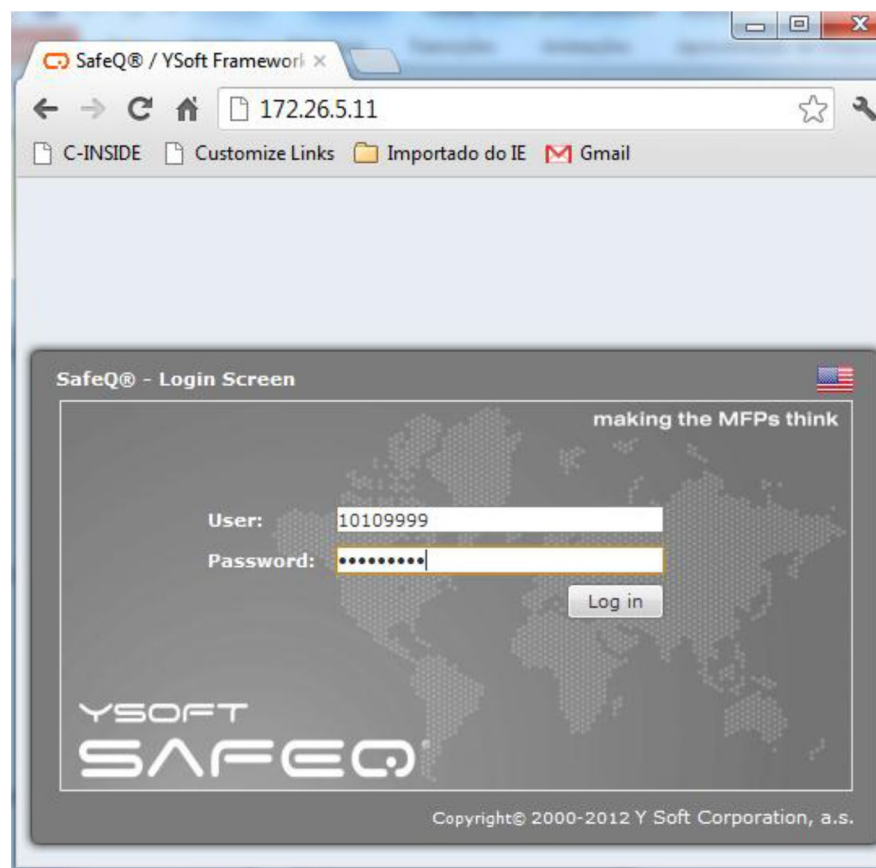 SafeQ® / YSoft Framework
172.26.5.11
C-INSIDE Customize Links Importado do IE Gmail
SafeQ® - Login Screen
making the MFPs think
User: 10109999
Password: •••••••••
Log in
YSOFT
SAFEQ
Copyright© 2000-2012 Y Soft Corporation, a.s.